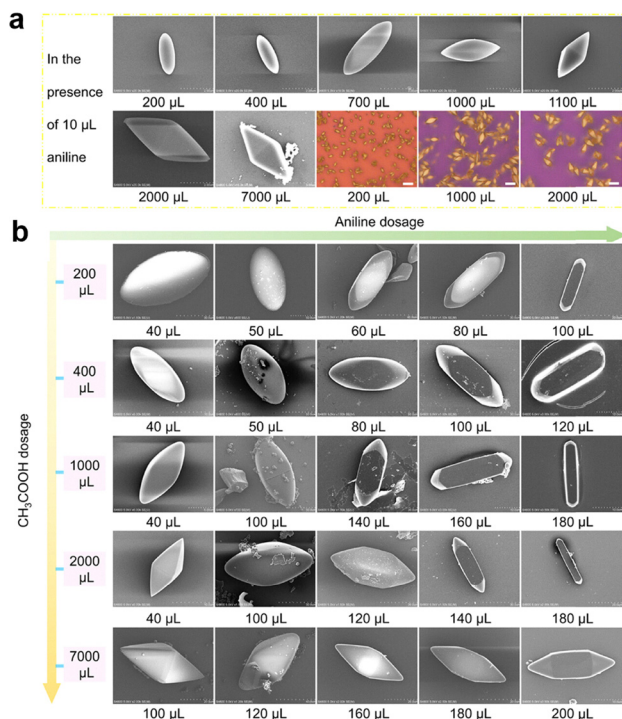 a
In the
presence
of 10 μL
aniline
200 μL 400 μL 700 μL 1000 μL 1100 μL
2000 μL 7000 μL 200 μL 1000 μL 2000 μL
Aniline dosage
b
CH₃COOH dosage
200
μL
40 μL 50 μL 60 μL 80 μL 100 μL
400
μL
40 μL 50 μL 80 μL 100 μL 120 μL
1000
μL
40 μL 100 μL 140 μL 160 μL 180 μL
2000
μL
40 μL 100 μL 120 μL 140 μL 180 μL
7000
μL
100 μL 120 μL 160 μL 180 μL 200 μL